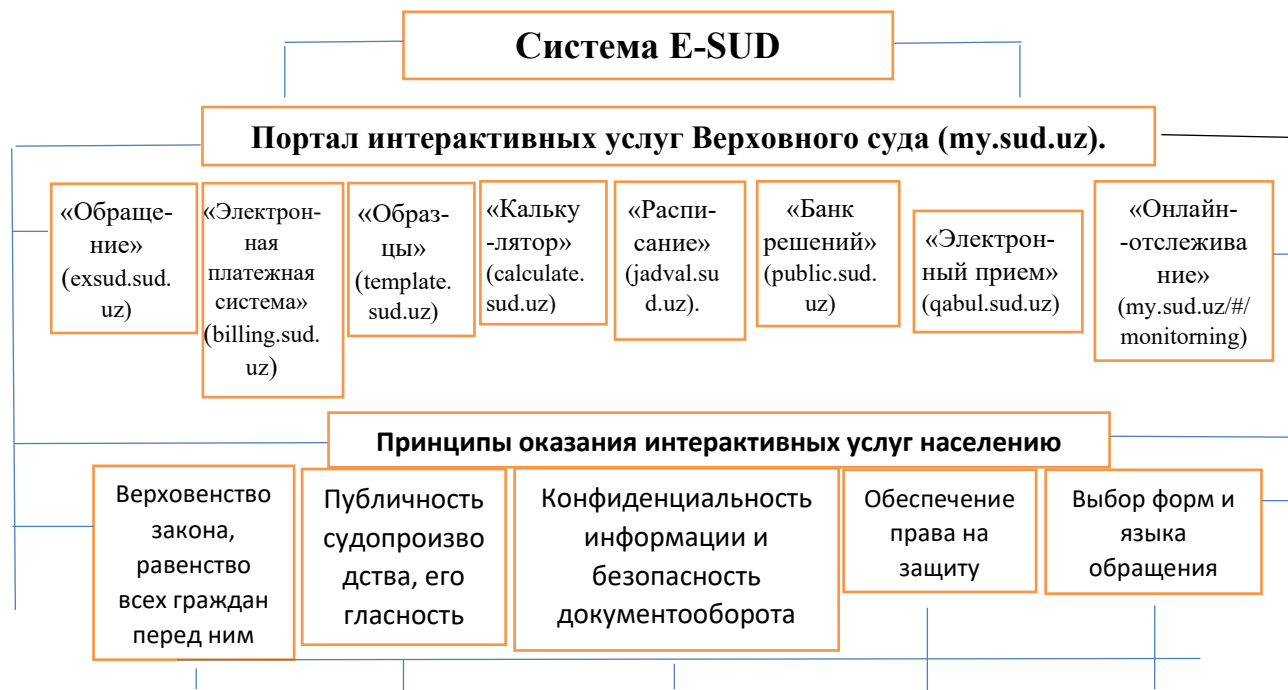 Система E-SUD
Портал интерактивных услуг Верховного суда (my.sud.uz).
«Обраще-
ние»
(exsud.sud.
uz)
«Электрон-
ная
платежная
система»
(billing.sud.
uz)
«Образ-
цы»
(template.
sud.uz)
«Кальку
-лятор»
(calculate.
sud.uz)
«Распи-
сание»
(jadval.su
d.uz).
«Банк
решений»
(public.sud.
uz)
«Электрон-
ный прием»
(qabul.sud.uz)
«Онлайн-
-отслежива
ние»
(my.sud.uz/#/
monitorning)
Принципы оказания интерактивных услуг населению
Верховенство
закона,
равенство
всех граждан
перед ним
Публичность
судопроизво
дства, его
гласность
Конфиденциальность
информации и
безопасность
документооборота
Обеспечение
права на
защиту
Выбор форм и
языка
обращения